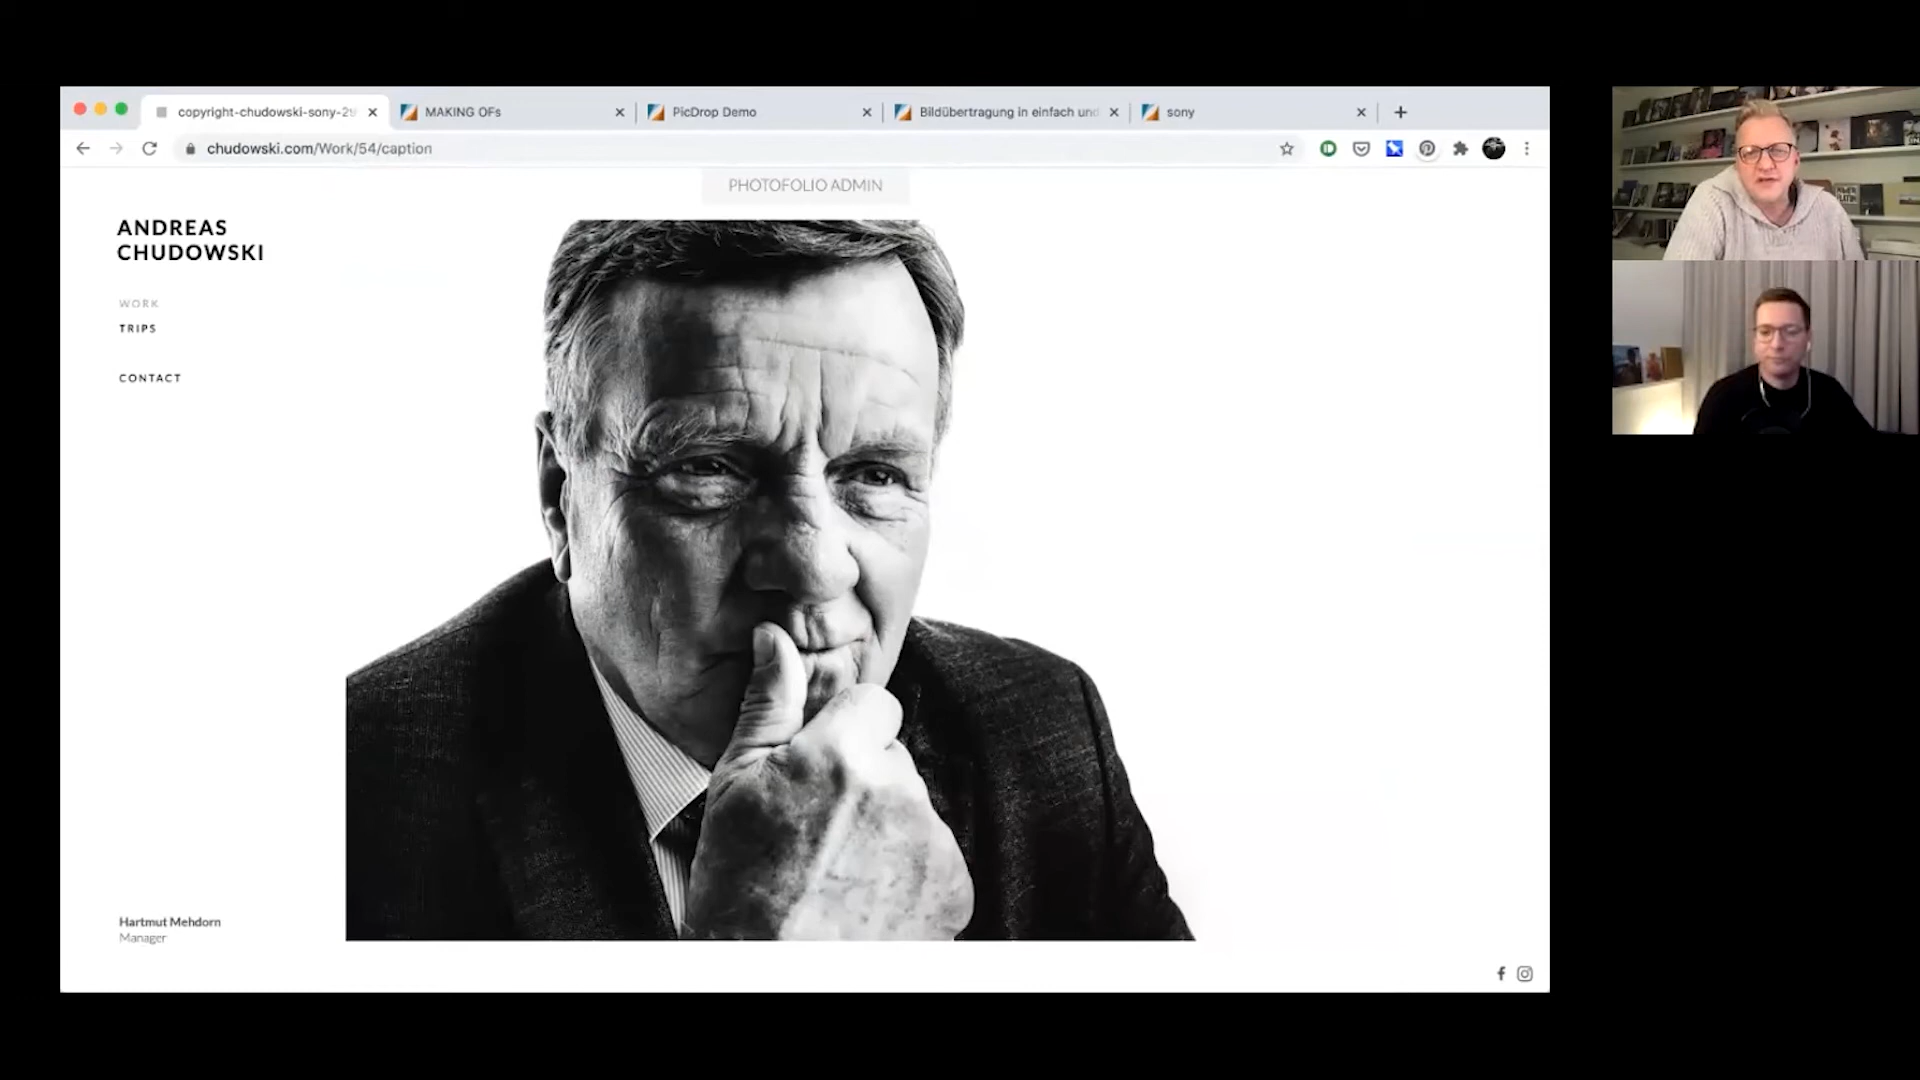 copyright-chudowski-sony-29
MAKING OFs
PicDrop Demo
Bildübertragung in einfach und
sony
chudowski.com/Work/54/caption
PHOTOFOLIO ADMIN
ANDREAS
CHUDOWSKI
WORK
TRIPS
CONTACT
Hartmut Mehdorn
Manager